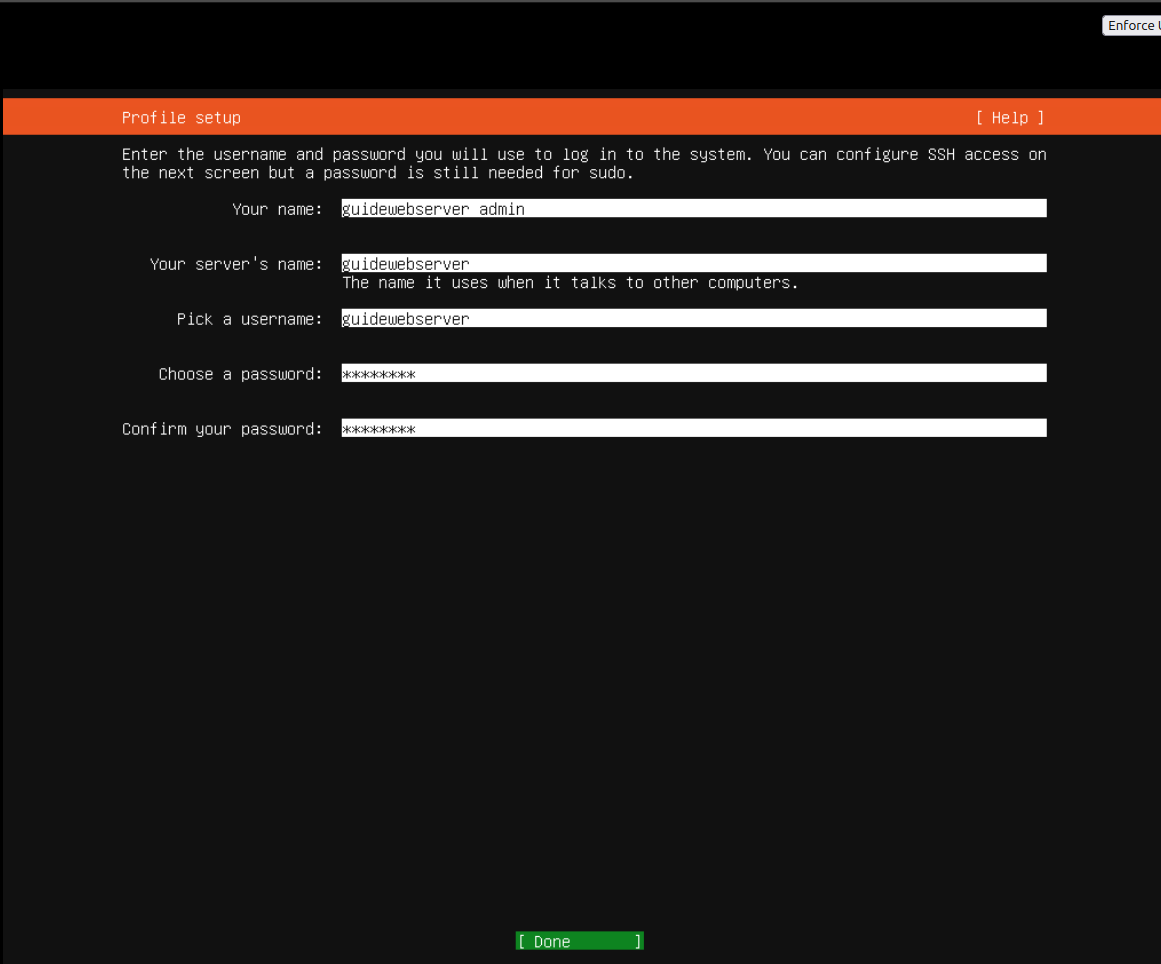 Enforce
Profile setup [ Help ]
Enter the username and password you will use to log in to the system. You can configure SSH access on
the next screen but a password is still needed for sudo.
Your name: guidewebserver admin
Your server's name: guidewebserver
The name it uses when it talks to other computers.
Pick a username: guidewebserver
Choose a password: ********
Confirm your password: ********
[ Done ]